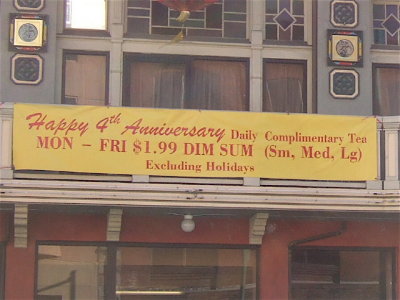 Happy 4th Anniversary Daily Complimentary Tea
MON - FRI $1.99 DIM SUM (Sm, Med, Lg)
Excluding Holidays